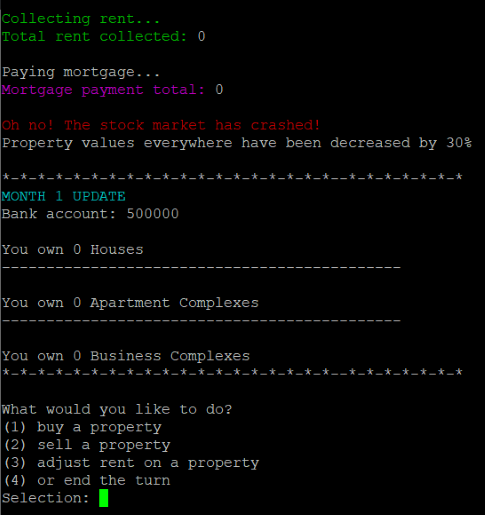 Collecting rent...
Total rent collected: 0
Paying mortgage...
Mortgage payment total: 0
Oh no! The stock market has crashed!
Property values everywhere have been decreased by 30%
*-*-*-*-*-*-*-*-*-*-*-*-*-*-*-*-*-*--*-*-*-*-*-*-*-*
MONTH 1 UPDATE
Bank account: 500000
You own 0 Houses
---------------------------------------------
You own 0 Apartment Complexes
---------------------------------------------
You own 0 Business Complexes
*-*-*-*-*-*-*-*-*-*-*-*-*-*-*-*-*-*--*-*-*-*-*-*-*-*
What would you like to do?
(1) buy a property
(2) sell a property
(3) adjust rent on a property
(4) or end the turn
Selection: